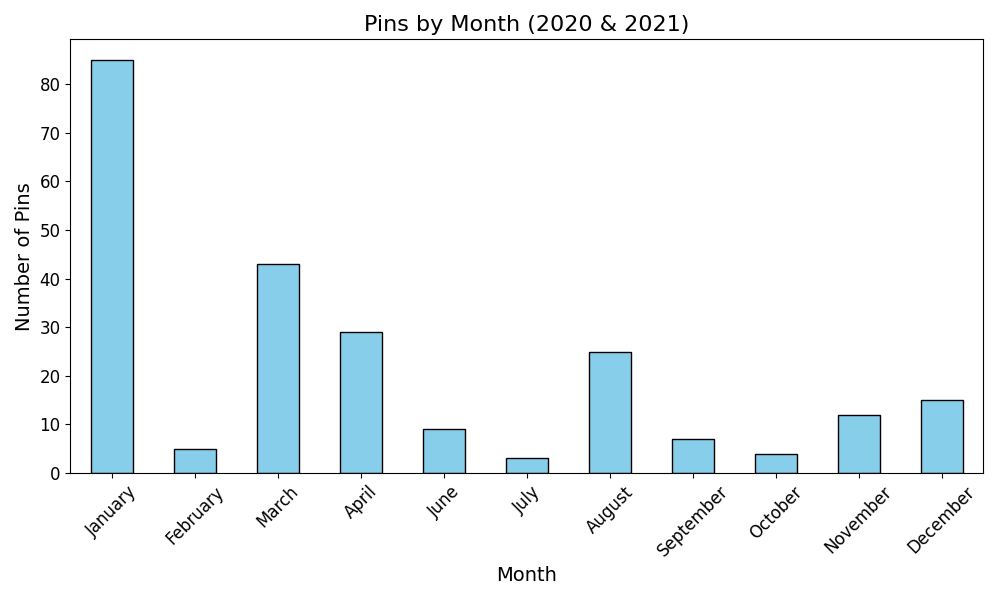 Pins by Month (2020 & 2021)
Number of Pins
80
70
60
50
40
30
20
10
0
January
February
March
April
June
July
August
September
October
November
December
Month